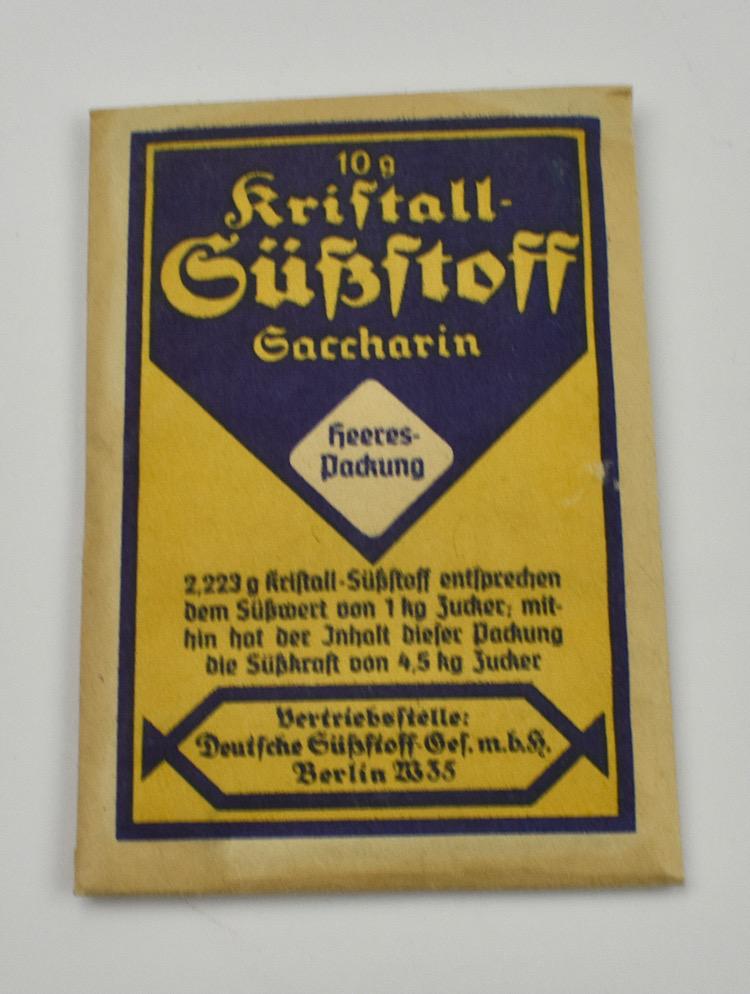 10 g
Kriſtall-
Süßſtoff
Saccharin
Heeres-
Packung
2,223 g Kriſtall-Süßſtoff entſprechen
dem Süßwert von 1 kg Zucker; mit-
hin hat der Inhalt dieſer Packung
die Süßkraft von 4,5 kg Zucker
Vertriebsſtelle:
Deutſche Süßſtoff-Geſ. m. b. H.
Berlin W35